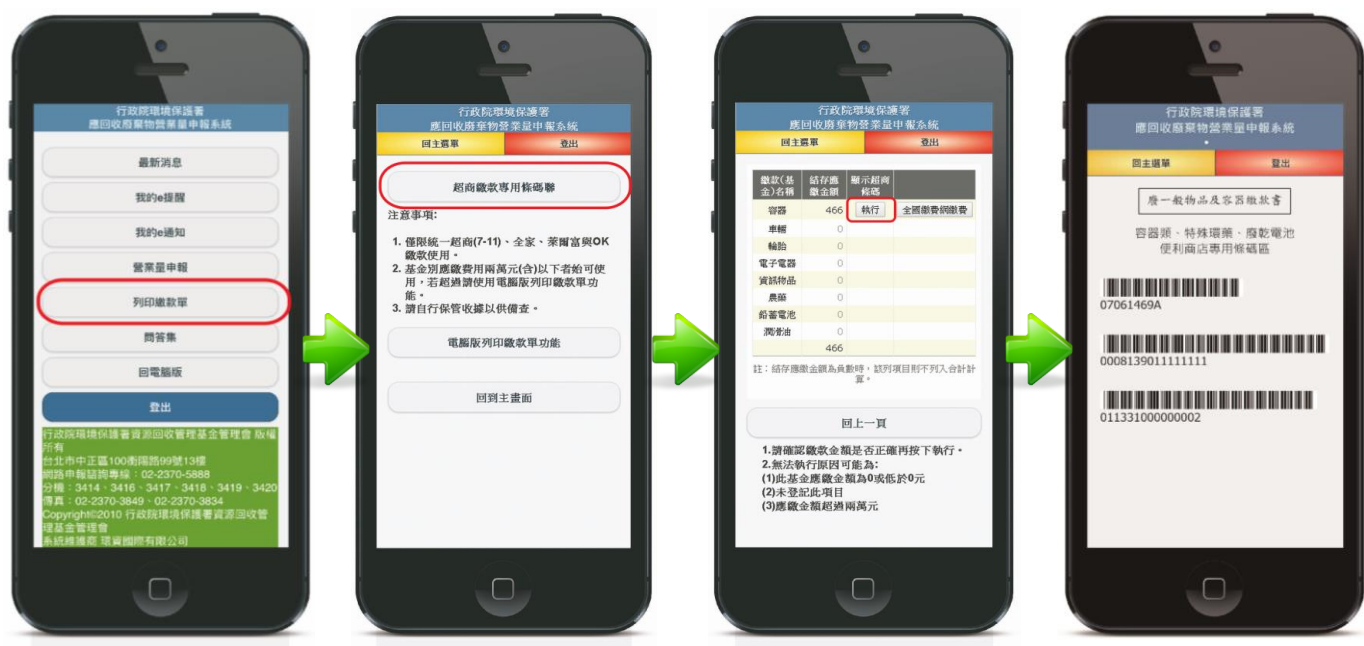 行政院環境保護署
應回收廢棄物營業量申報系統
最新消息
我的e提醒
我的e通知
營業量申報
列印繳款單
問答集
回電腦版
登出
行政院環境保護署資源回收管理基金管理會 版權
所有
台北市中正區100衡陽路99號13樓
網路申報諮詢專線：02-2370-5888
分機：3414、3416、3417、3418、3419、3420
傳真：02-2370-3849、02-2370-3834
Copyright©2010 行政院環境保護署資源回收管
理基金管理會
系統維護商 環資國際有限公司
行政院環境保護署
應回收廢棄物營業量申報系統
回主選單
登出
超商繳款專用條碼聯
注意事項:
1. 僅限統一超商(7-11)、全家、萊爾富與OK
繳款使用。
2. 基金別應繳費用兩萬元(含)以下者始可使
用，若超過請使用電腦版列印繳款單功
能。
3. 請自行保管收據以供備查。
電腦版列印繳款單功能
回到主畫面
行政院環境保護署
應回收廢棄物營業量申報系統
回主選單
登出
繳款(基 結存應 顯示超商
金)名稱 繳金額 條碼
容器 466 執行 全國繳費網繳費
車輛 0
輪胎 0
電子電器 0
資訊物品 0
農藥 0
鉛蓄電池 0
潤滑油 0
466
註：結存應繳金額為負數時，該列項目則不列入合計計
算。
回上一頁
1.請確認繳款金額是否正確再按下執行。
2.無法執行原因可能為:
(1)此基金應繳金額為0或低於0元
(2)未登記此項目
(3)應繳金額超過兩萬元
行政院環境保護署
應回收廢棄物營業量申報系統
回主選單
登出
廢一般物品及容器繳款書
容器類、特殊環藥、廢乾電池
便利商店專用條碼區
07061469A
0008139011111111
011331000000002